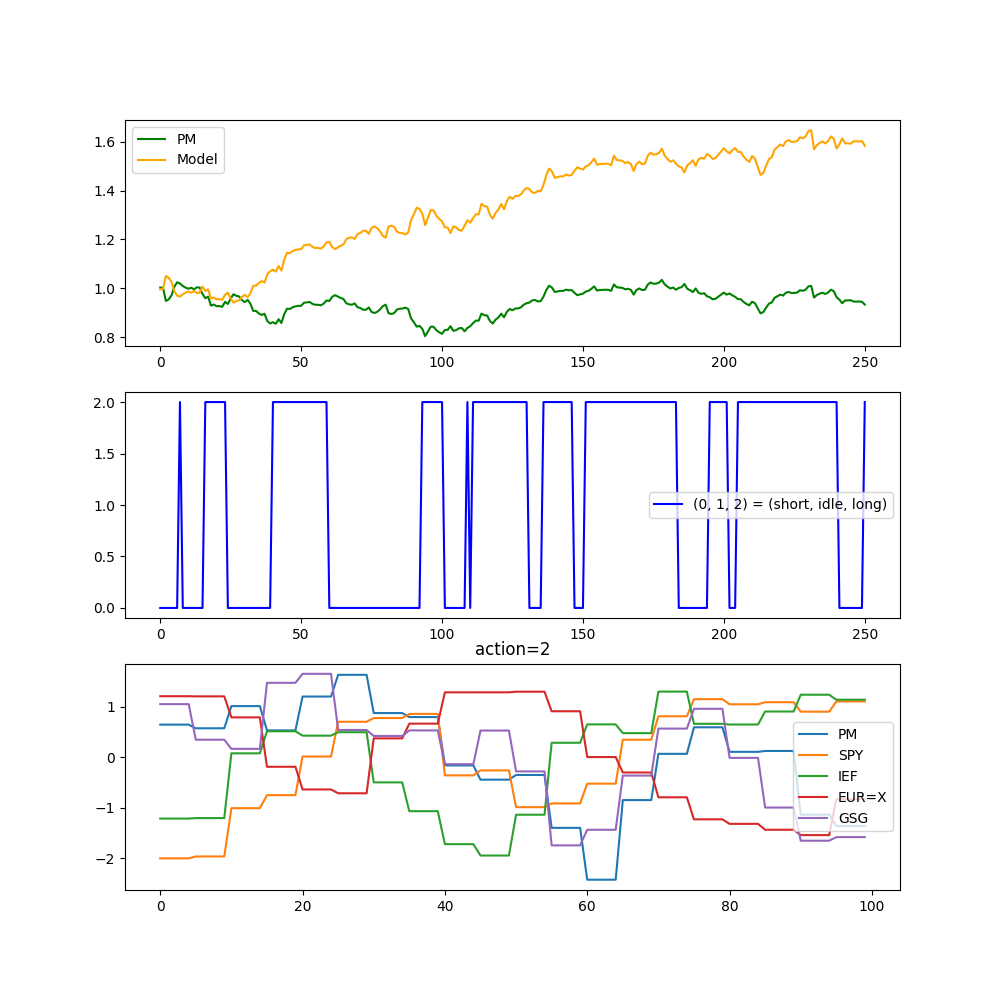 1.6
1.4
1.2
1.0
0.8
PM
Model
0 50 100 150 200 250
2.0
1.5
1.0
0.5
0.0
(0, 1, 2) = (short, idle, long)
0 50 100 150 200 250
action=2
1
0
−1
−2
PM
SPY
IEF
EUR=X
GSG
0 20 40 60 80 100